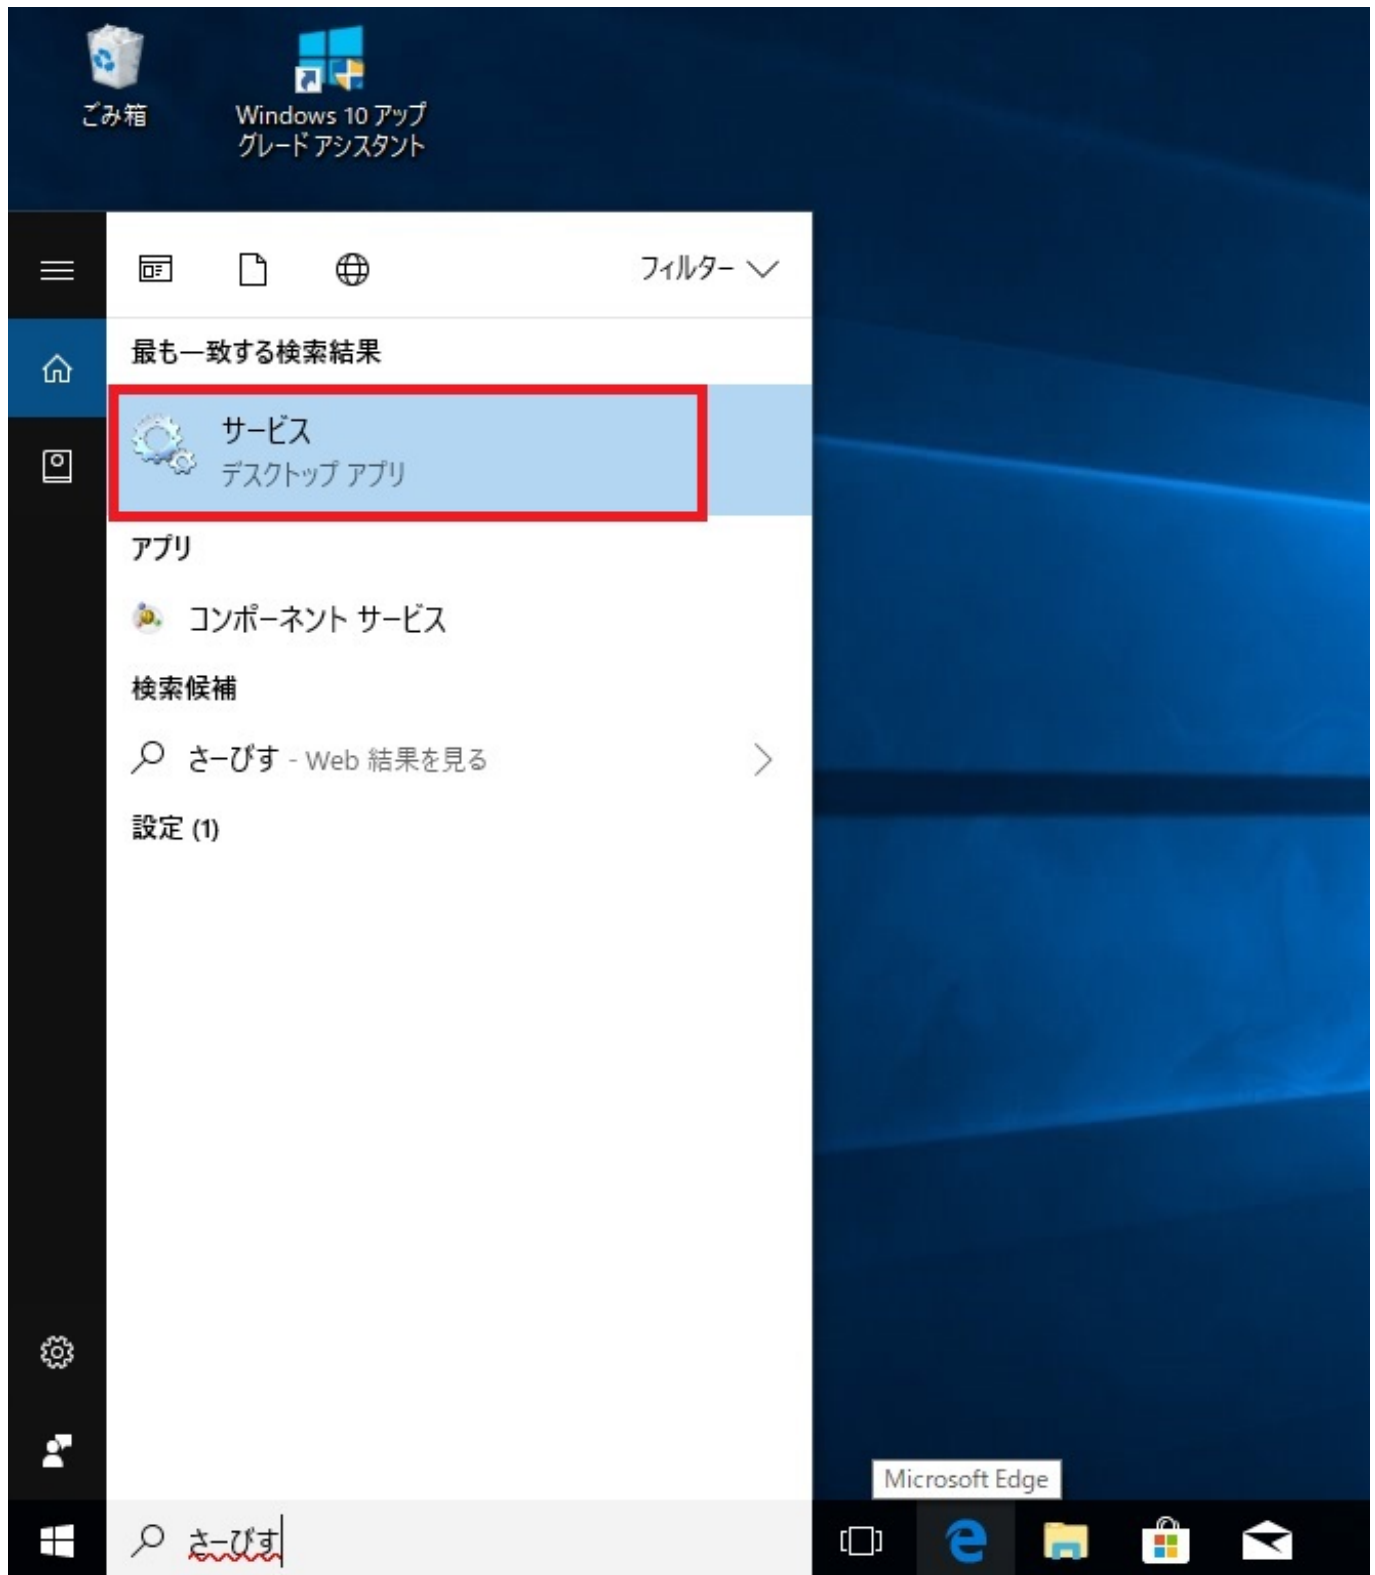 ごみ箱
Windows 10 アップ
グレード アシスタント
フィルター
最も一致する検索結果
サービス
デスクトップ アプリ
アプリ
コンポーネント サービス
検索候補
さーびす - Web 結果を見る
設定 (1)
Microsoft Edge
さーびす